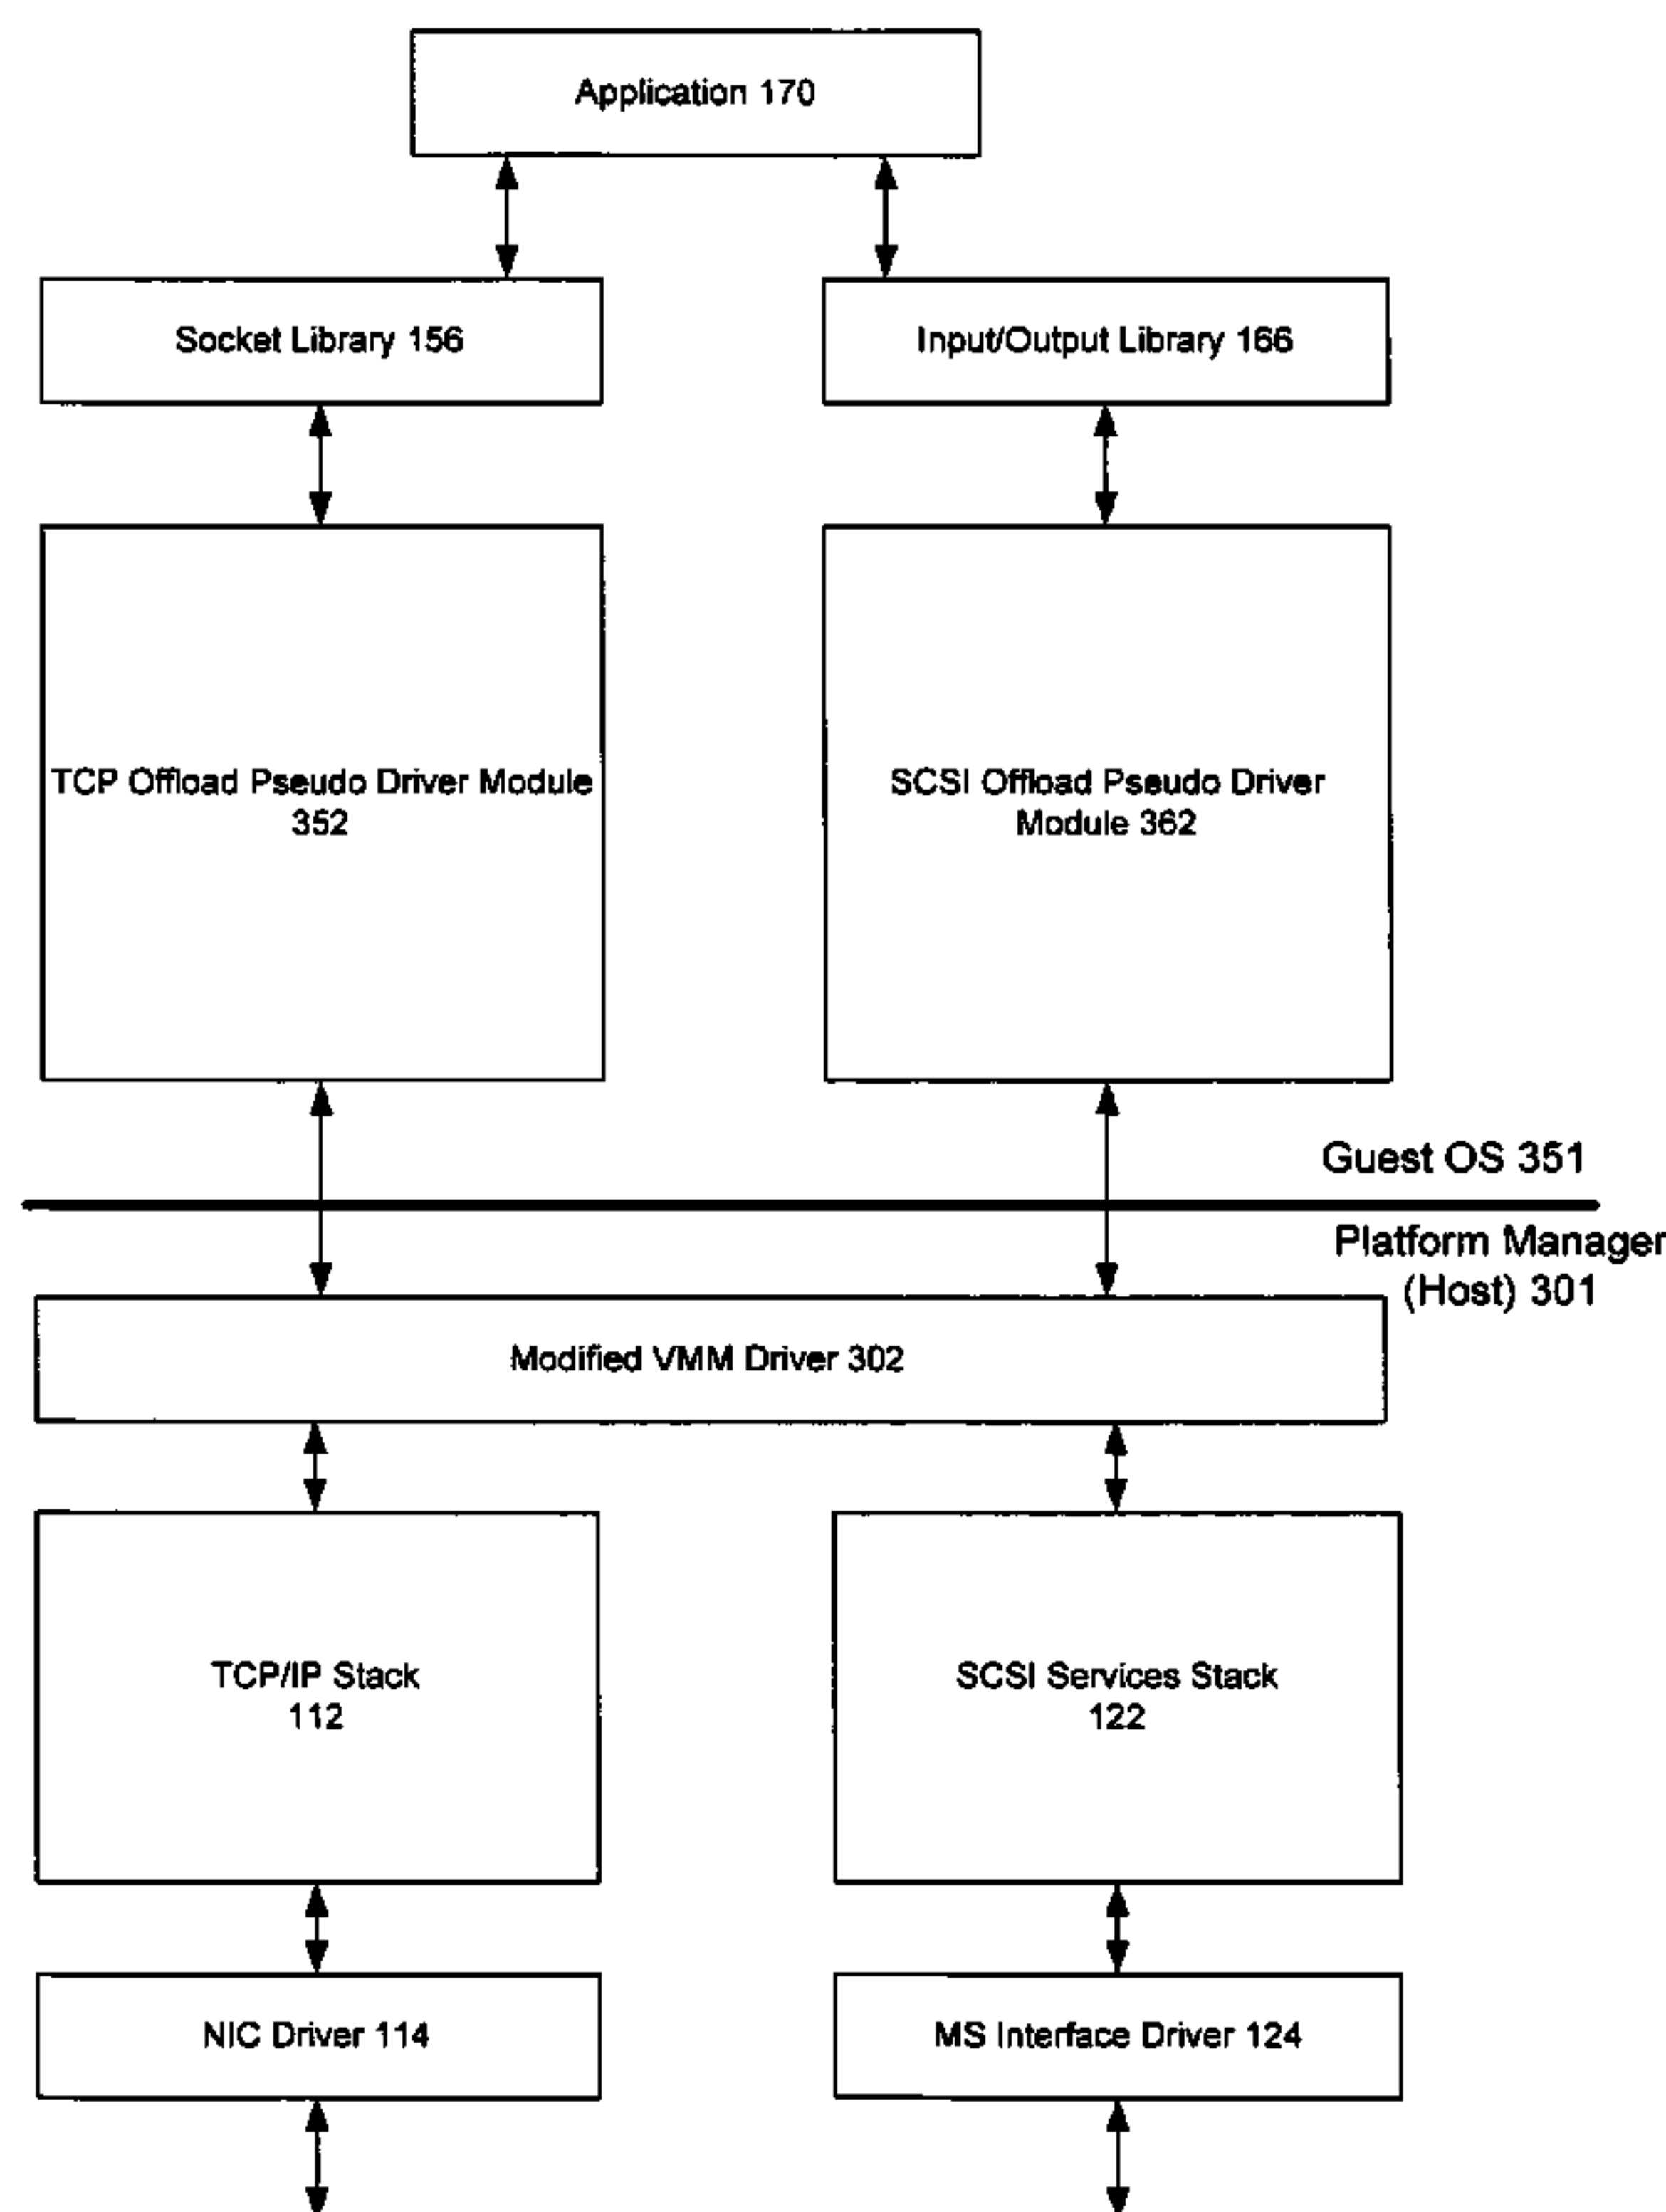 Application 170
Socket Library 156
Input/Output Library 166
TCP Offload Pseudo Driver Module
352
SCSI Offload Pseudo Driver
Module 362
Guest OS 351
Platform Manager
(Host) 301
Modified VMM Driver 302
TCP/IP Stack
112
SCSI Services Stack
122
NIC Driver 114
MS Interface Driver 124